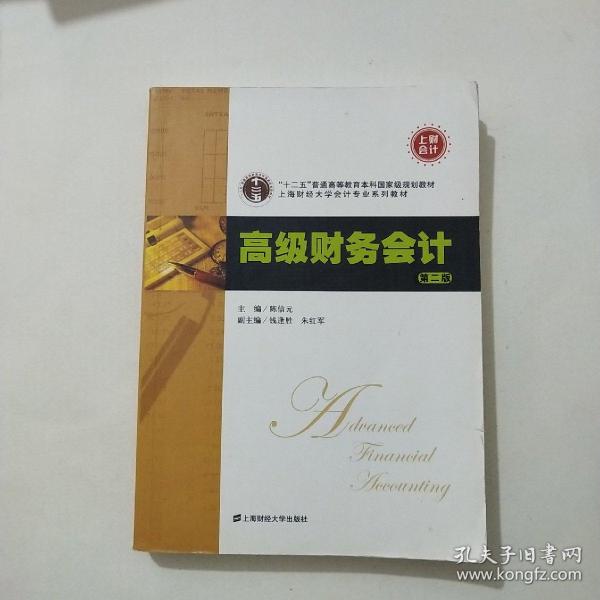 上财
会计
十二五
"十二五"普通高等教育本科国家级规划教材
上海财经大学会计专业系列教材
高级财务会计
第二版
主 编／陈信元
副主编／钱逢胜 朱红军
Advanced
Financial
Accounting
上海财经大学出版社
孔夫子旧书网
www.kongfz.com